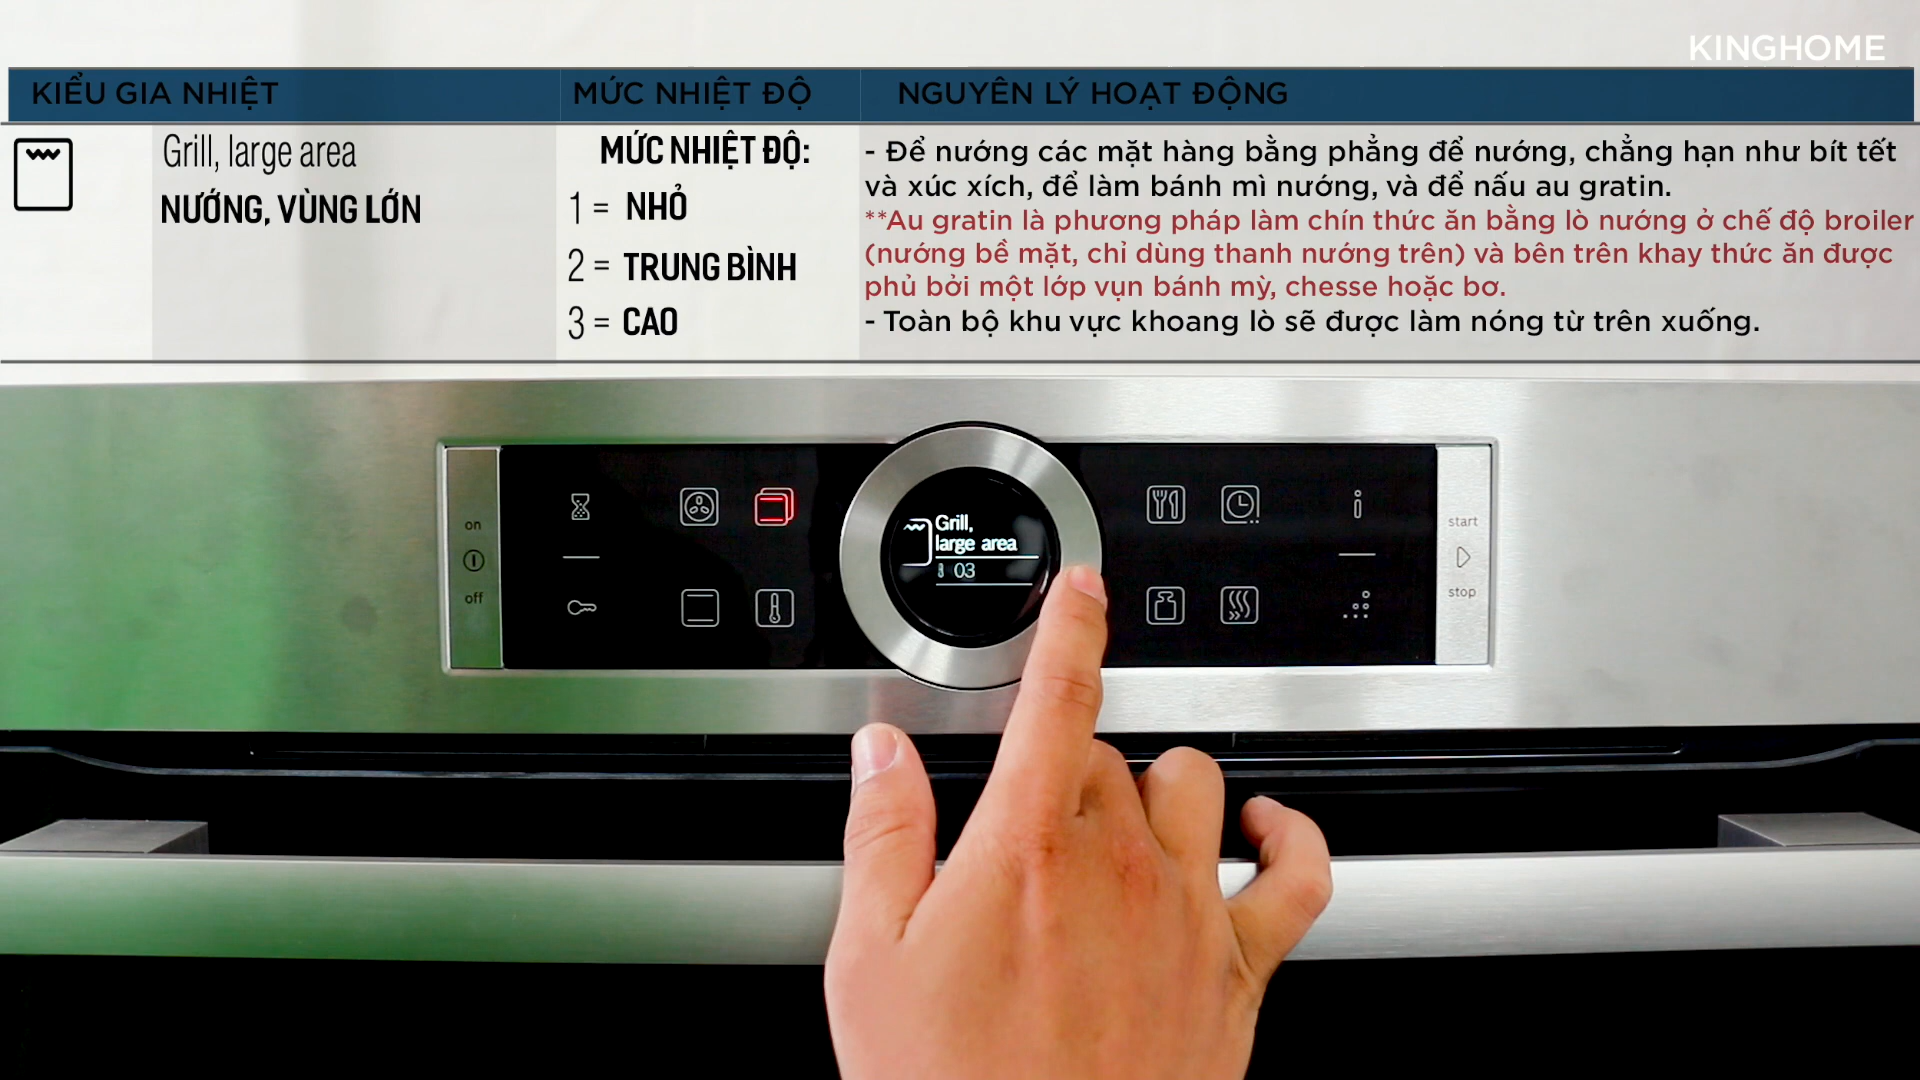 KINGHOME
KIỂU GIA NHIỆT
MỨC NHIỆT ĐỘ
NGUYÊN LÝ HOẠT ĐỘNG
Grill, large area
NƯỚNG, VÙNG LỚN
MỨC NHIỆT ĐỘ:
1 = NHỎ
2 = TRUNG BÌNH
3 = CAO
- Để nướng các mặt hàng bằng phẳng để nướng, chẳng hạn như bít tết
và xúc xích, để làm bánh mì nướng, và để nấu au gratin.
**Au gratin là phương pháp làm chín thức ăn bằng lò nướng ở chế độ broiler
(nướng bề mặt, chỉ dùng thanh nướng trên) và bên trên khay thức ăn được
phủ bởi một lớp vụn bánh mỳ, chesse hoặc bơ.
- Toàn bộ khu vực khoang lò sẽ được làm nóng từ trên xuống.
on
off
Grill,
large area
03
start
stop